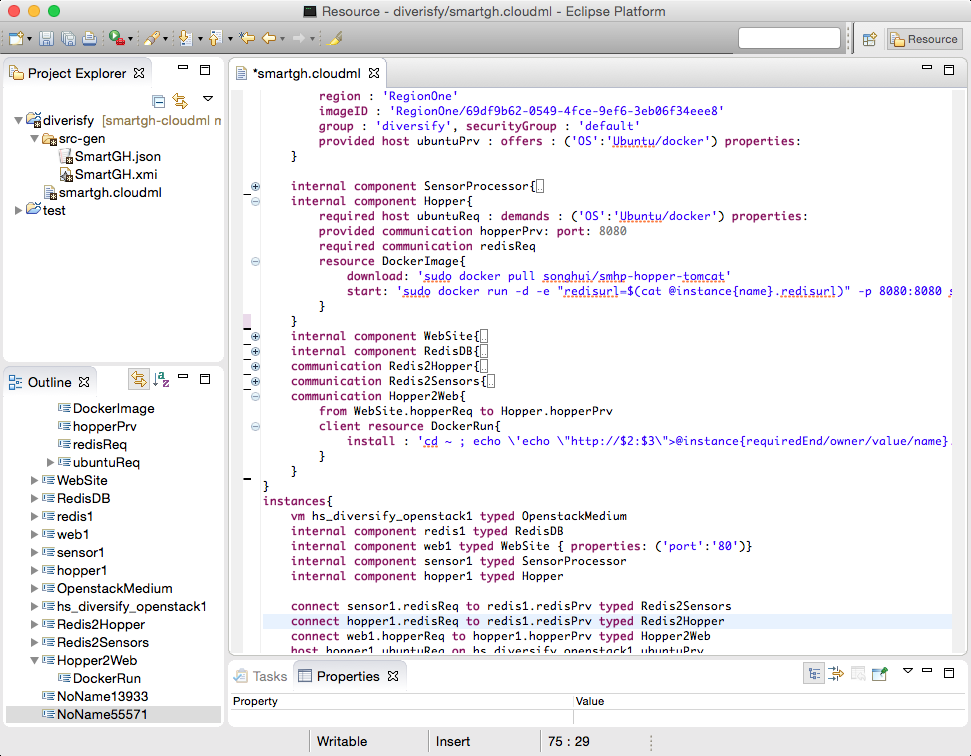 Resource - diverisfy/smartgh.cloudml - Eclipse Platform
Resource
Project Explorer
diverisfy [smartgh-cloudml m
src-gen
SmartGH.json
SmartGH.xmi
smartgh.cloudml
test
Outline
DockerImage
hopperPrv
redisReq
ubuntuReq
WebSite
RedisDB
redis1
web1
sensor1
hopper1
OpenstackMedium
hs_diversify_openstack1
Redis2Hopper
Redis2Sensors
Hopper2Web
DockerRun
NoName13933
NoName55571
*smartgh.cloudml
region : 'RegionOne'
imageID : 'RegionOne/69df9b62-0549-4fce-9ef6-3eb06f34eee8'
group : 'diversify', securityGroup : 'default'
provided host ubuntuPrv : offers : ('OS':'Ubuntu/docker') properties:
}
internal component SensorProcessor{
internal component Hopper{
required host ubuntuReq : demands : ('OS':'Ubuntu/docker') properties:
provided communication hopperPrv: port: 8080
required communication redisReq
resource DockerImage{
download: 'sudo docker pull songhui/smhp-hopper-tomcat'
start: 'sudo docker run -d -e "redisurl=$(cat @instance{name}.redisurl)" -p 8080:8080 s
}
}
internal component WebSite{
internal component RedisDB{
communication Redis2Hopper{
communication Redis2Sensors{
communication Hopper2Web{
from WebSite.hopperReq to Hopper.hopperPrv
client resource DockerRun{
install : 'cd ~ ; echo \'echo \"http://$2:$3\">@instance{requiredEnd/owner/value/name}.
}
}
}
instances{
vm hs_diversify_openstack1 typed OpenstackMedium
internal component redis1 typed RedisDB
internal component web1 typed WebSite { properties: ('port':'80')}
internal component sensor1 typed SensorProcessor
internal component hopper1 typed Hopper
connect sensor1.redisReq to redis1.redisPrv typed Redis2Sensors
connect hopper1.redisReq to redis1.redisPrv typed Redis2Hopper
connect web1.hopperReq to hopper1.hopperPrv typed Hopper2Web
host hopper1.ubuntuReq on hs_diversify_openstack1.ubuntuPrv
Tasks
Properties
Property Value
Writable Insert 75 : 29